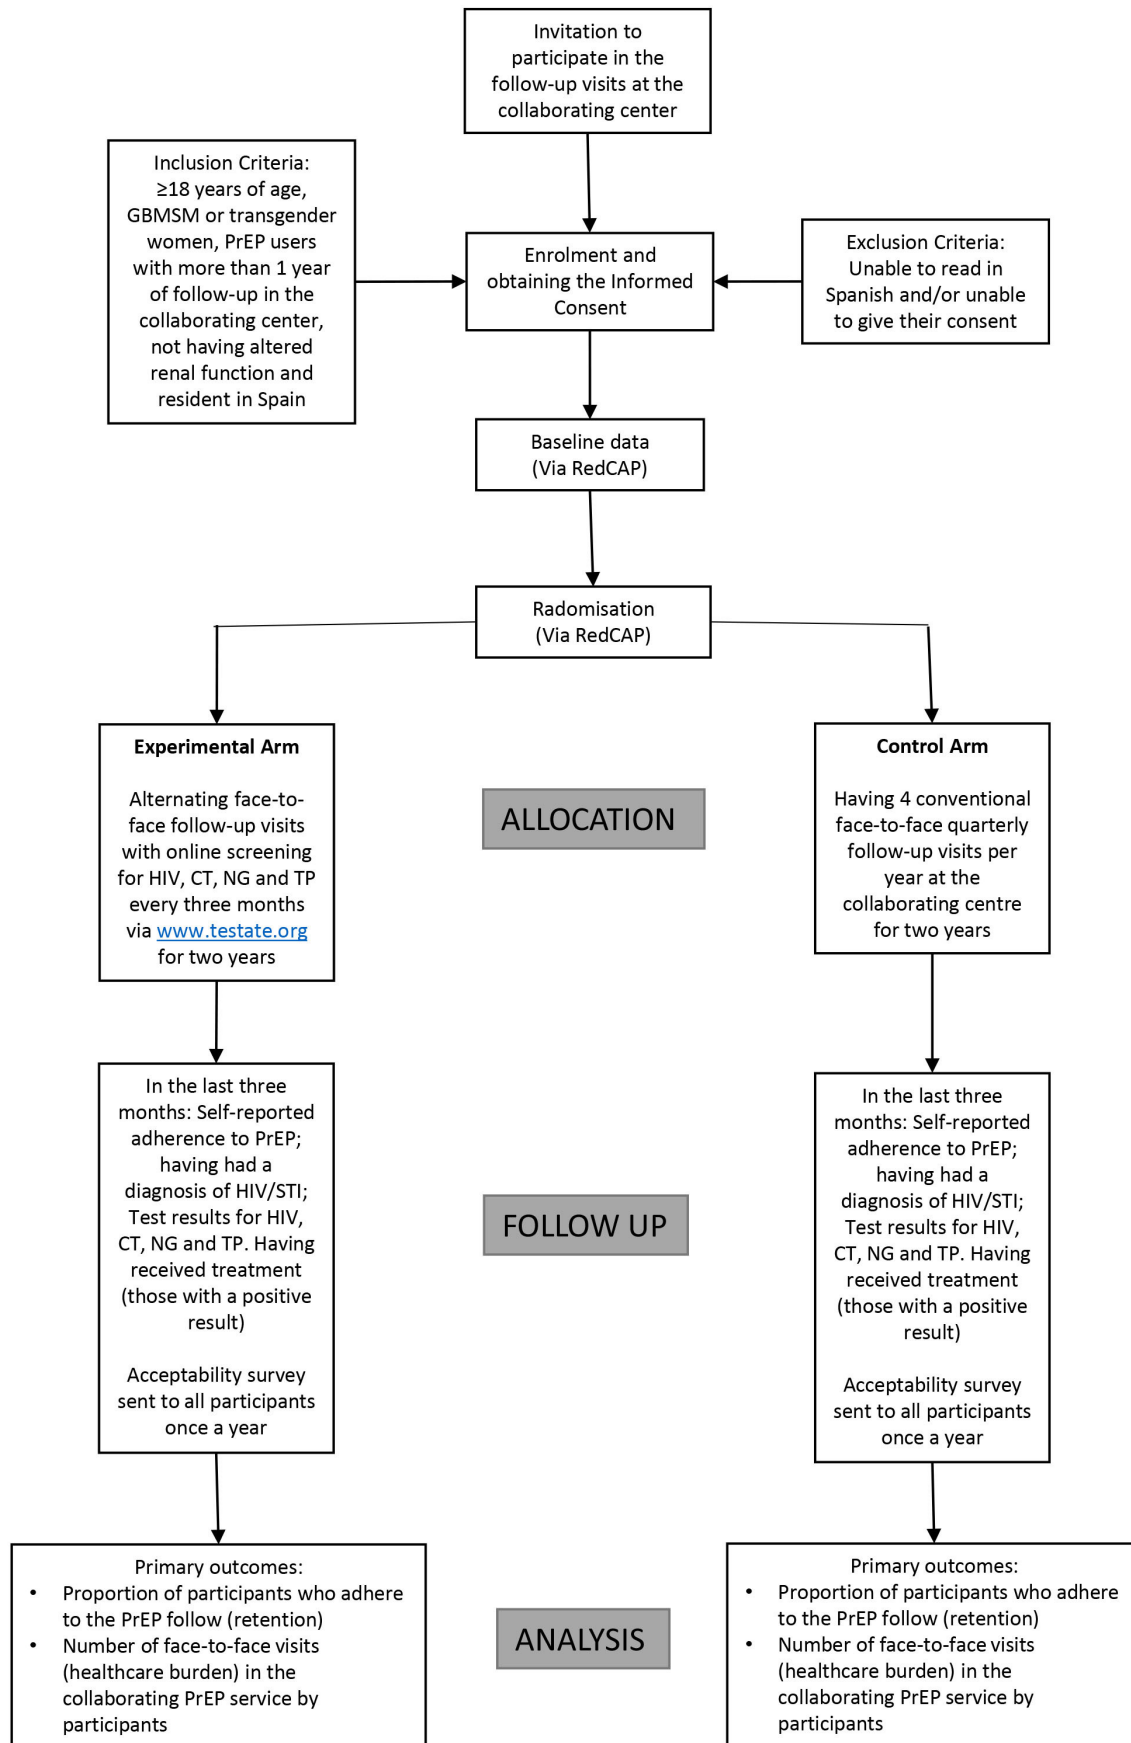 Invitation to
participate in the
follow-up visits at the
collaborating center
Inclusion Criteria:
≥18 years of age,
GBMSM or transgender
women, PrEP users
with more than 1 year
of follow-up in the
collaborating center,
not having altered
renal function and
resident in Spain
Enrolment and
obtaining the Informed
Consent
Exclusion Criteria:
Unable to read in
Spanish and/or unable
to give their consent
Baseline data
(Via RedCAP)
Radomisation
(Via RedCAP)
Experimental Arm
Alternating face-to-
face follow-up visits
with online screening
for HIV, CT, NG and TP
every three months
via www.testate.org
for two years
ALLOCATION
Control Arm
Having 4 conventional
face-to-face quarterly
follow-up visits per
year at the
collaborating centre
for two years
In the last three
months: Self-reported
adherence to PrEP;
having had a
diagnosis of HIV/STI;
Test results for HIV,
CT, NG and TP. Having
received treatment
(those with a positive
result)
Acceptability survey
sent to all participants
once a year
FOLLOW UP
In the last three
months: Self-reported
adherence to PrEP;
having had a
diagnosis of HIV/STI;
Test results for HIV,
CT, NG and TP. Having
received treatment
(those with a positive
result)
Acceptability survey
sent to all participants
once a year
Primary outcomes:
• Proportion of participants who adhere
to the PrEP follow (retention)
• Number of face-to-face visits
(healthcare burden) in the
collaborating PrEP service by
participants
ANALYSIS
Primary outcomes:
• Proportion of participants who adhere
to the PrEP follow (retention)
• Number of face-to-face visits
(healthcare burden) in the
collaborating PrEP service by
participants